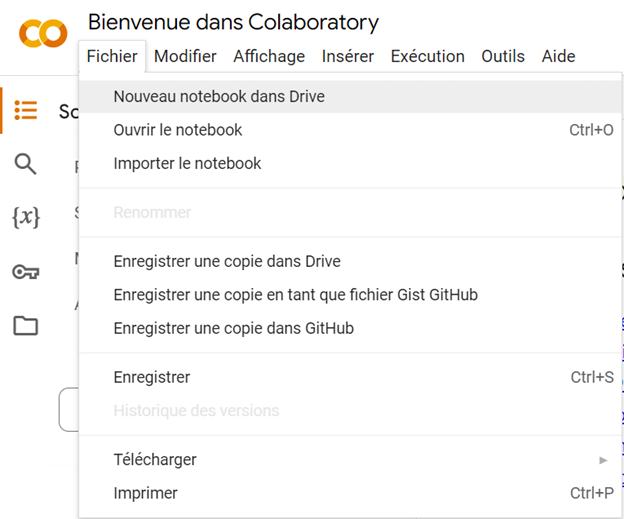 Bienvenue dans Colaboratory
Fichier Modifier Affichage Insérer Exécution Outils Aide
Nouveau notebook dans Drive
Ouvrir le notebook Ctrl+O
Importer le notebook
Renommer
Enregistrer une copie dans Drive
Enregistrer une copie en tant que fichier Gist GitHub
Enregistrer une copie dans GitHub
Enregistrer Ctrl+S
Historique des versions
Télécharger
Imprimer Ctrl+P
{x}